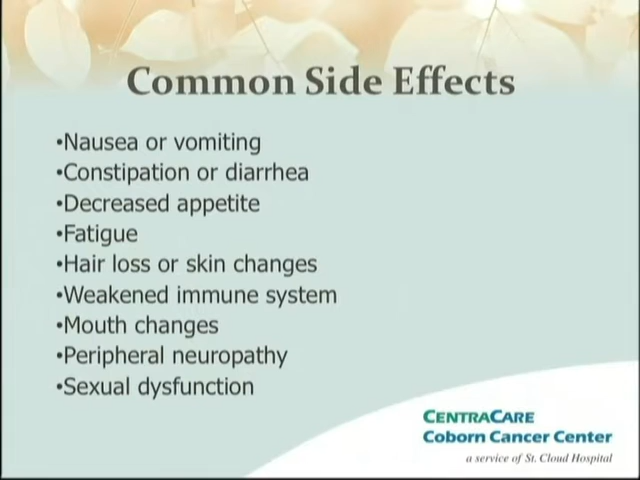 Common Side Effects
•Nausea or vomiting
•Constipation or diarrhea
•Decreased appetite
•Fatigue
•Hair loss or skin changes
•Weakened immune system
•Mouth changes
•Peripheral neuropathy
•Sexual dysfunction
CENTRACARE
Coborn Cancer Center
a service of St. Cloud Hospital